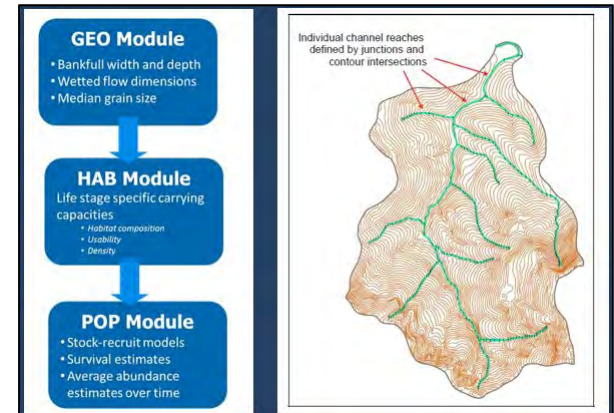 GEO Module
• Bankfull width and depth
• Wetted flow dimensions
• Median grain size
HAB Module
Life stage specific carrying
capacities
• Habitat composition
• Usability
• Density
POP Module
• Stock-recruit models
• Survival estimates
• Average abundance
estimates over time
Individual channel reaches
defined by junctions and
contour intersections